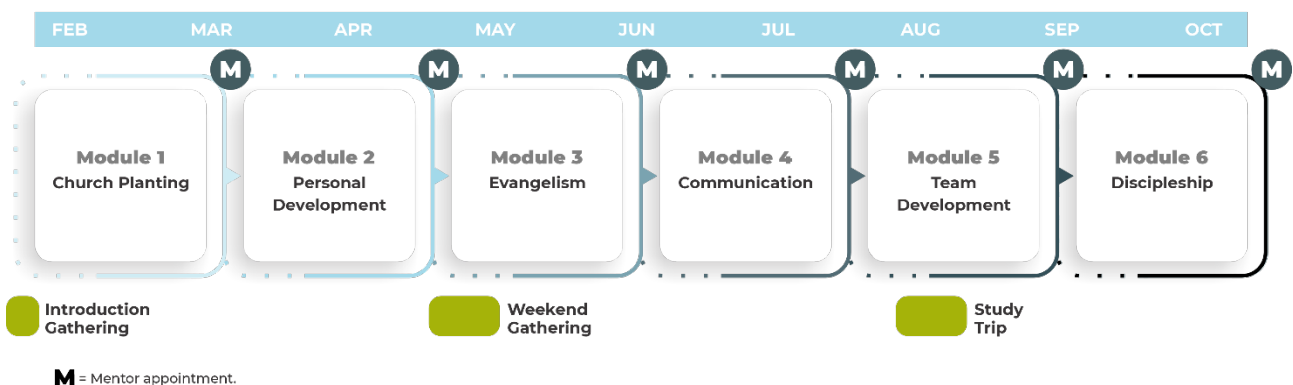 FEB MAR APR MAY JUN JUL AUG SEP OCT
M M M M M M
Module 1
Church Planting
Module 2
Personal
Development
Module 3
Evangelism
Module 4
Communication
Module 5
Team
Development
Module 6
Discipleship
Introduction
Gathering
Weekend
Gathering
Study
Trip
M = Mentor appointment.